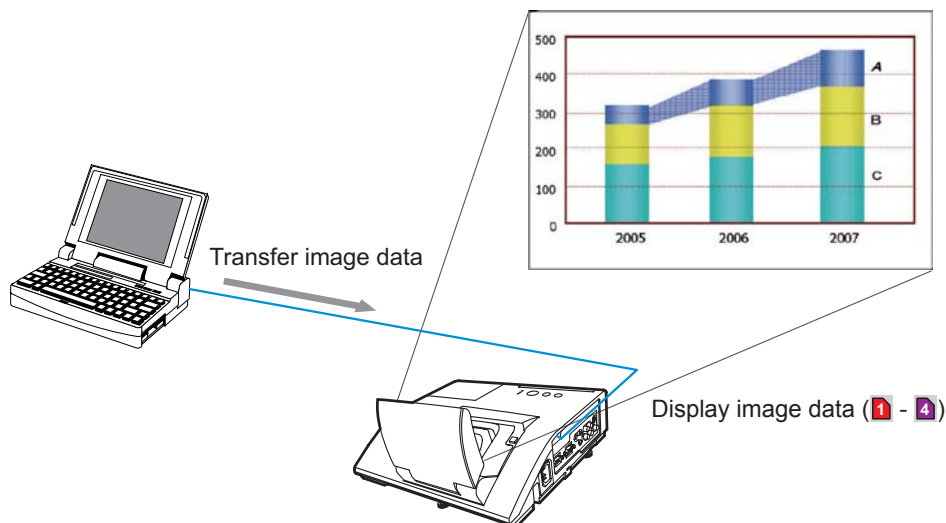 500
400
A
300
B
200
C
100
0
2005 2006 2007
Transfer image data
Display image data (1 - 4)